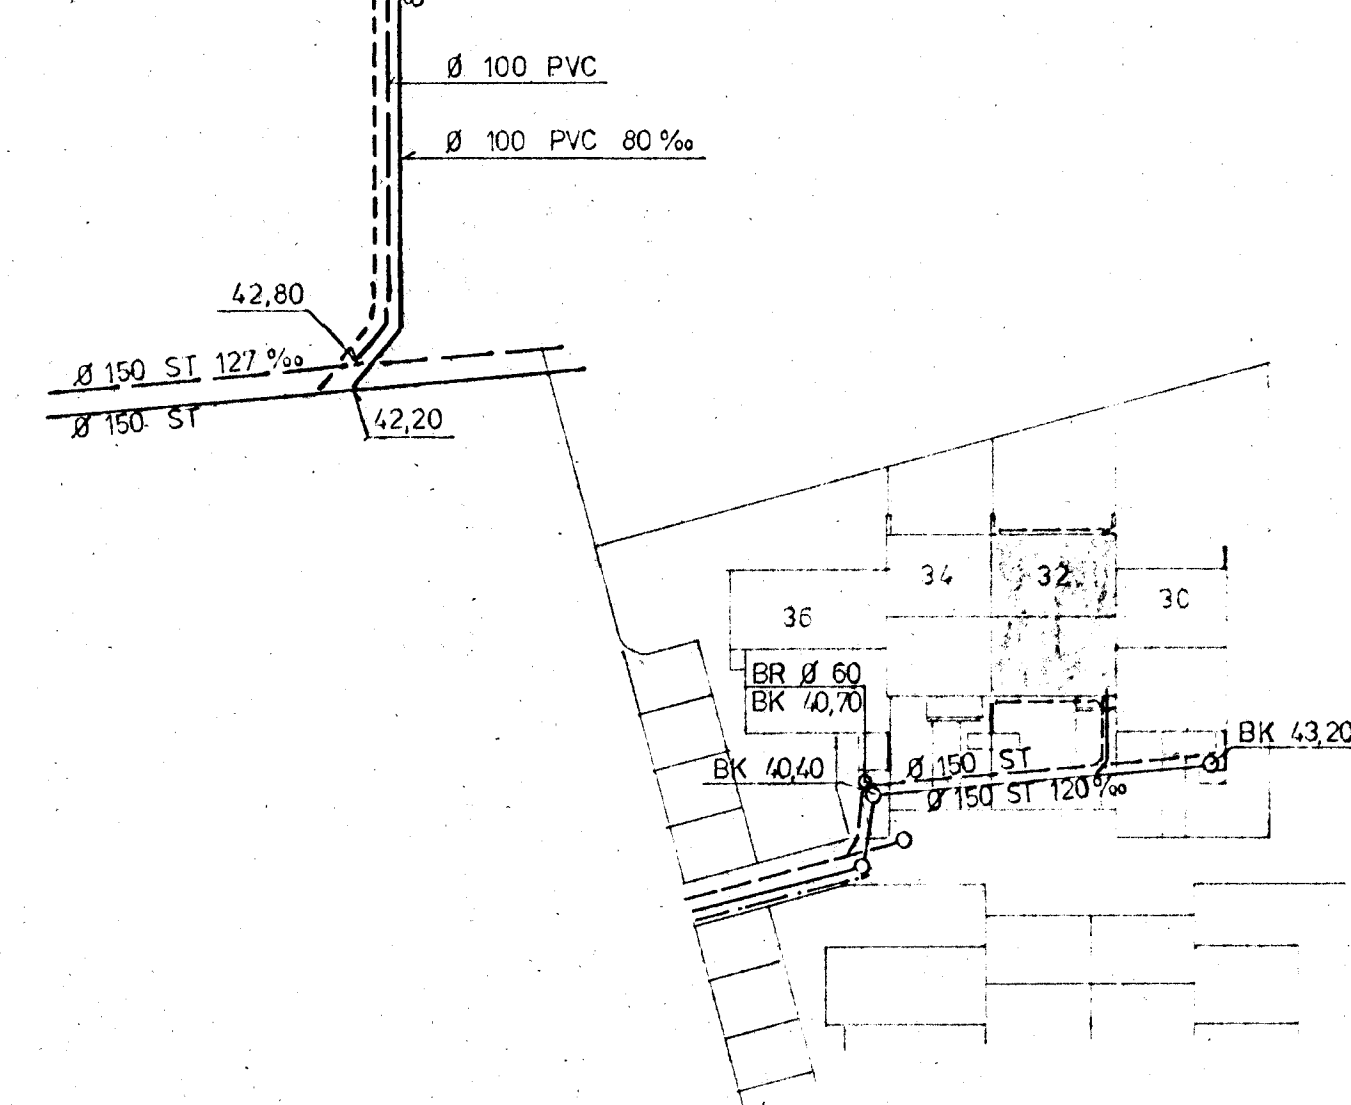 Ø 100 PVC
Ø 100 PVC 80 ‰
42,80
Ø 150 ST 127 ‰
Ø 150 ST
42,20
34
32
30
36
BR Ø 60
BK 40,70
BK 43,20
BK 40,40
Ø 150 ST
Ø 150 ST 120 ‰